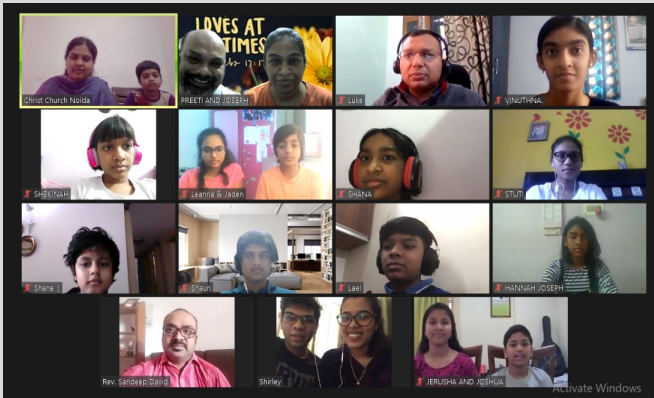 LOVES AT
TIMES
Christ Church Noida
PREETI AND JOSEPH
Luke
VINUTHNA.
SHEKINAH
Leanna & Jaden
SHANA
STUTI
Shane :)
Shaun
Lael
HANNAH JOSEPH
Rev. Sandeep David
Shirley
JERUSHA AND JOSHUA
Activate Windows